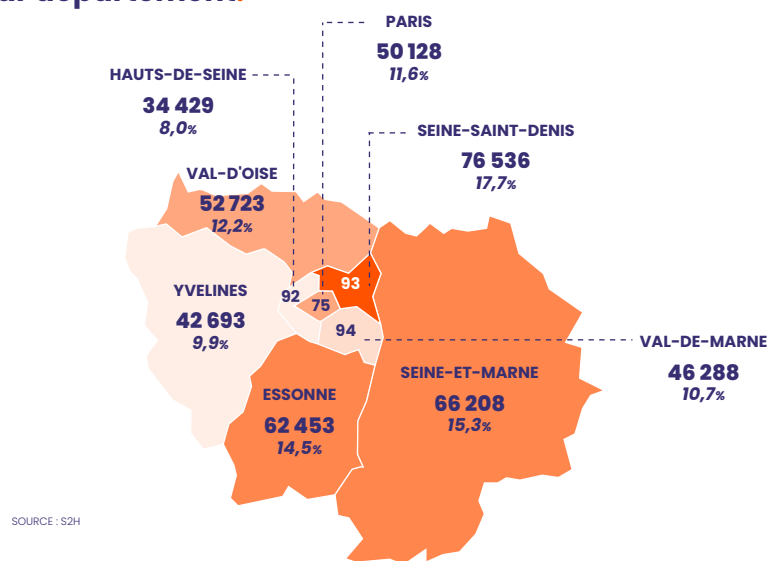 département.
PARIS
50 128
11,6%
HAUTS-DE-SEINE
34 429
8,0%
SEINE-SAINT-DENIS
76 536
17,7%
VAL-D'OISE
52 723
12,2%
93
92
75
YVELINES
42 693
9,9%
94
VAL-DE-MARNE
46 288
10,7%
SEINE-ET-MARNE
66 208
15,3%
ESSONNE
62 453
14,5%
SOURCE : S2H